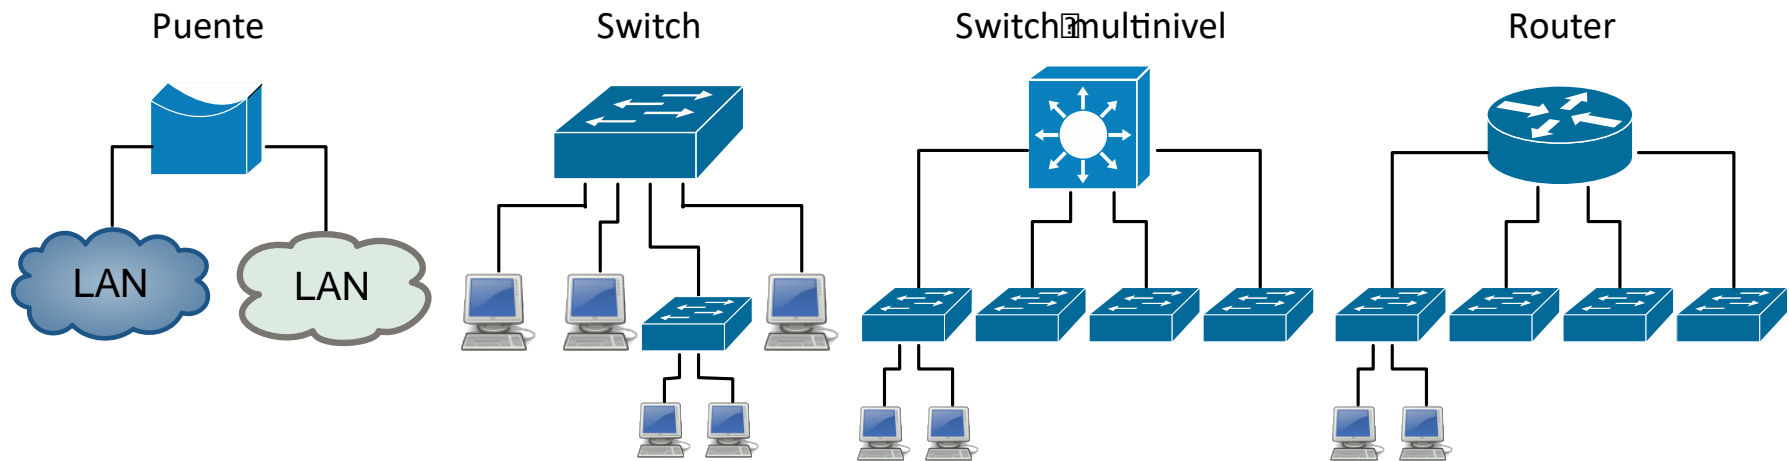 Puente
Switch
Switch multinivel
Router
LAN
LAN